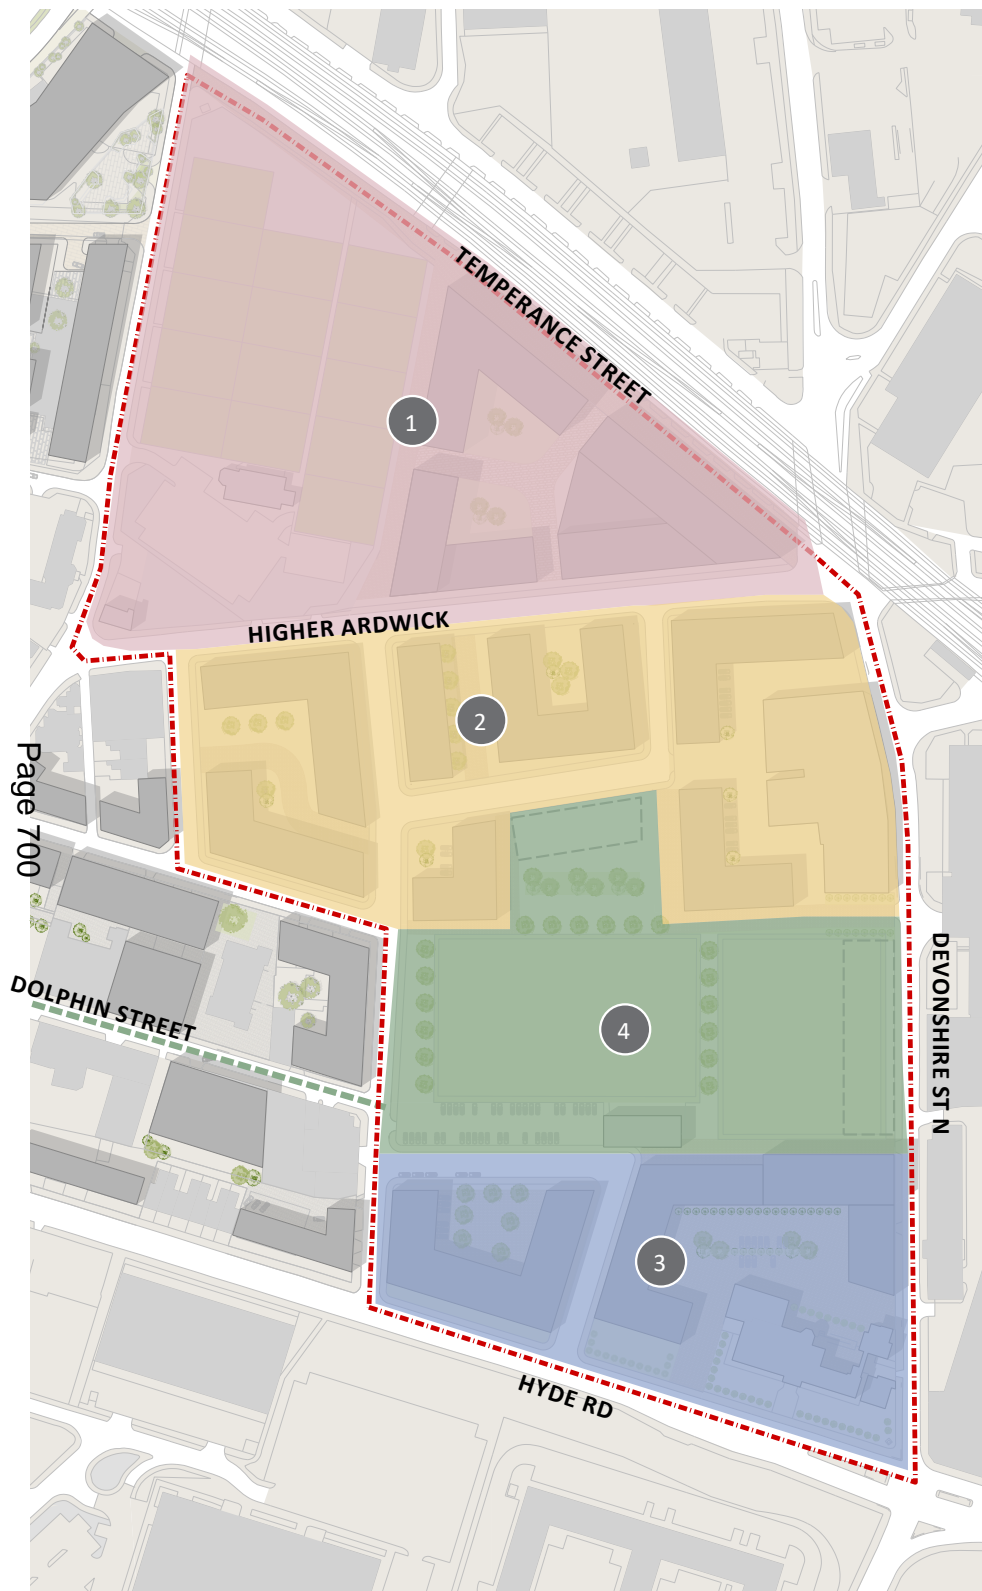 TEMPERANCE STREET
1
HIGHER ARDWICK
2
Page 700
DEVONSHIRE ST N
DOLPHIN STREET
4
3
HYDE RD